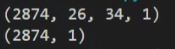 (2874, 26, 34, 1)
(2874, 1)